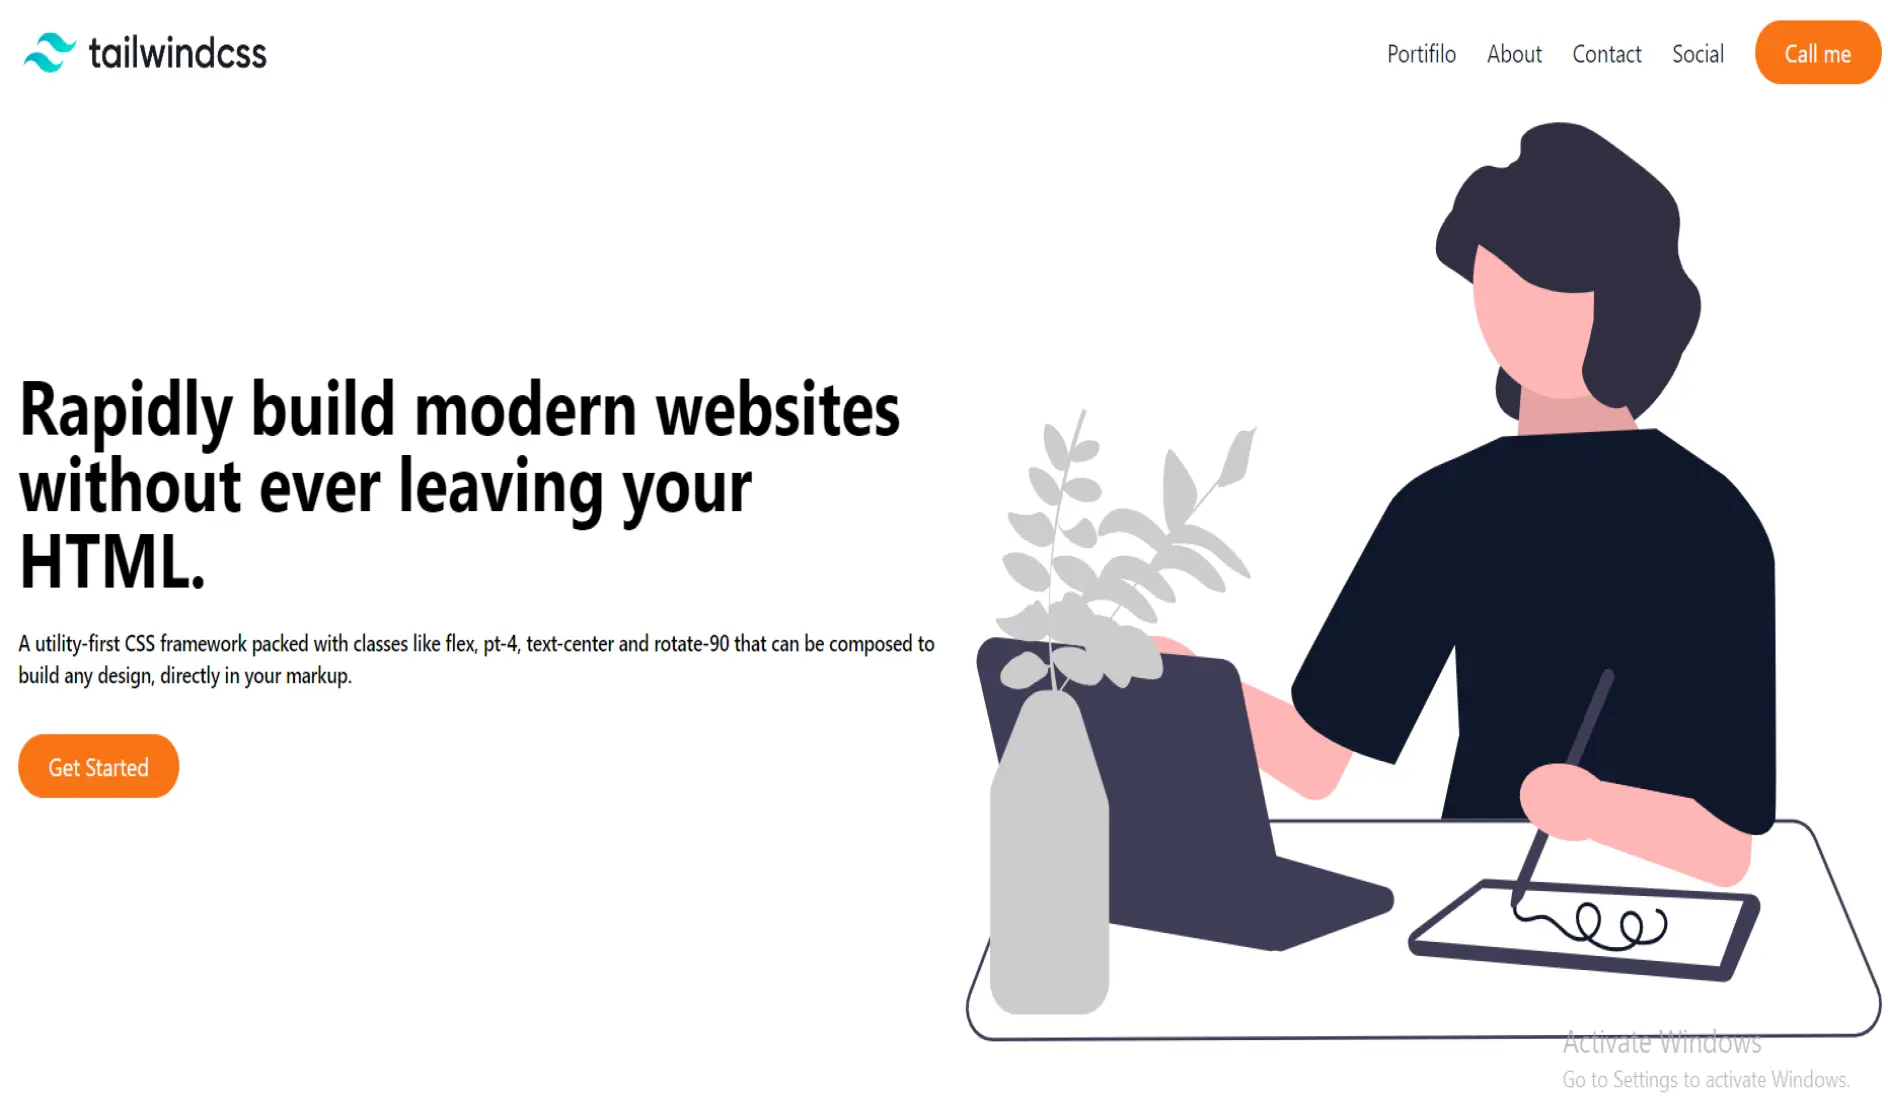 tailwindcss
Portifilo About Contact Social Call me
Rapidly build modern websites
without ever leaving your
HTML.
A utility-first CSS framework packed with classes like flex, pt-4, text-center and rotate-90 that can be composed to
build any design, directly in your markup.
Get Started
Activate Windows
Go to Settings to activate Windows.